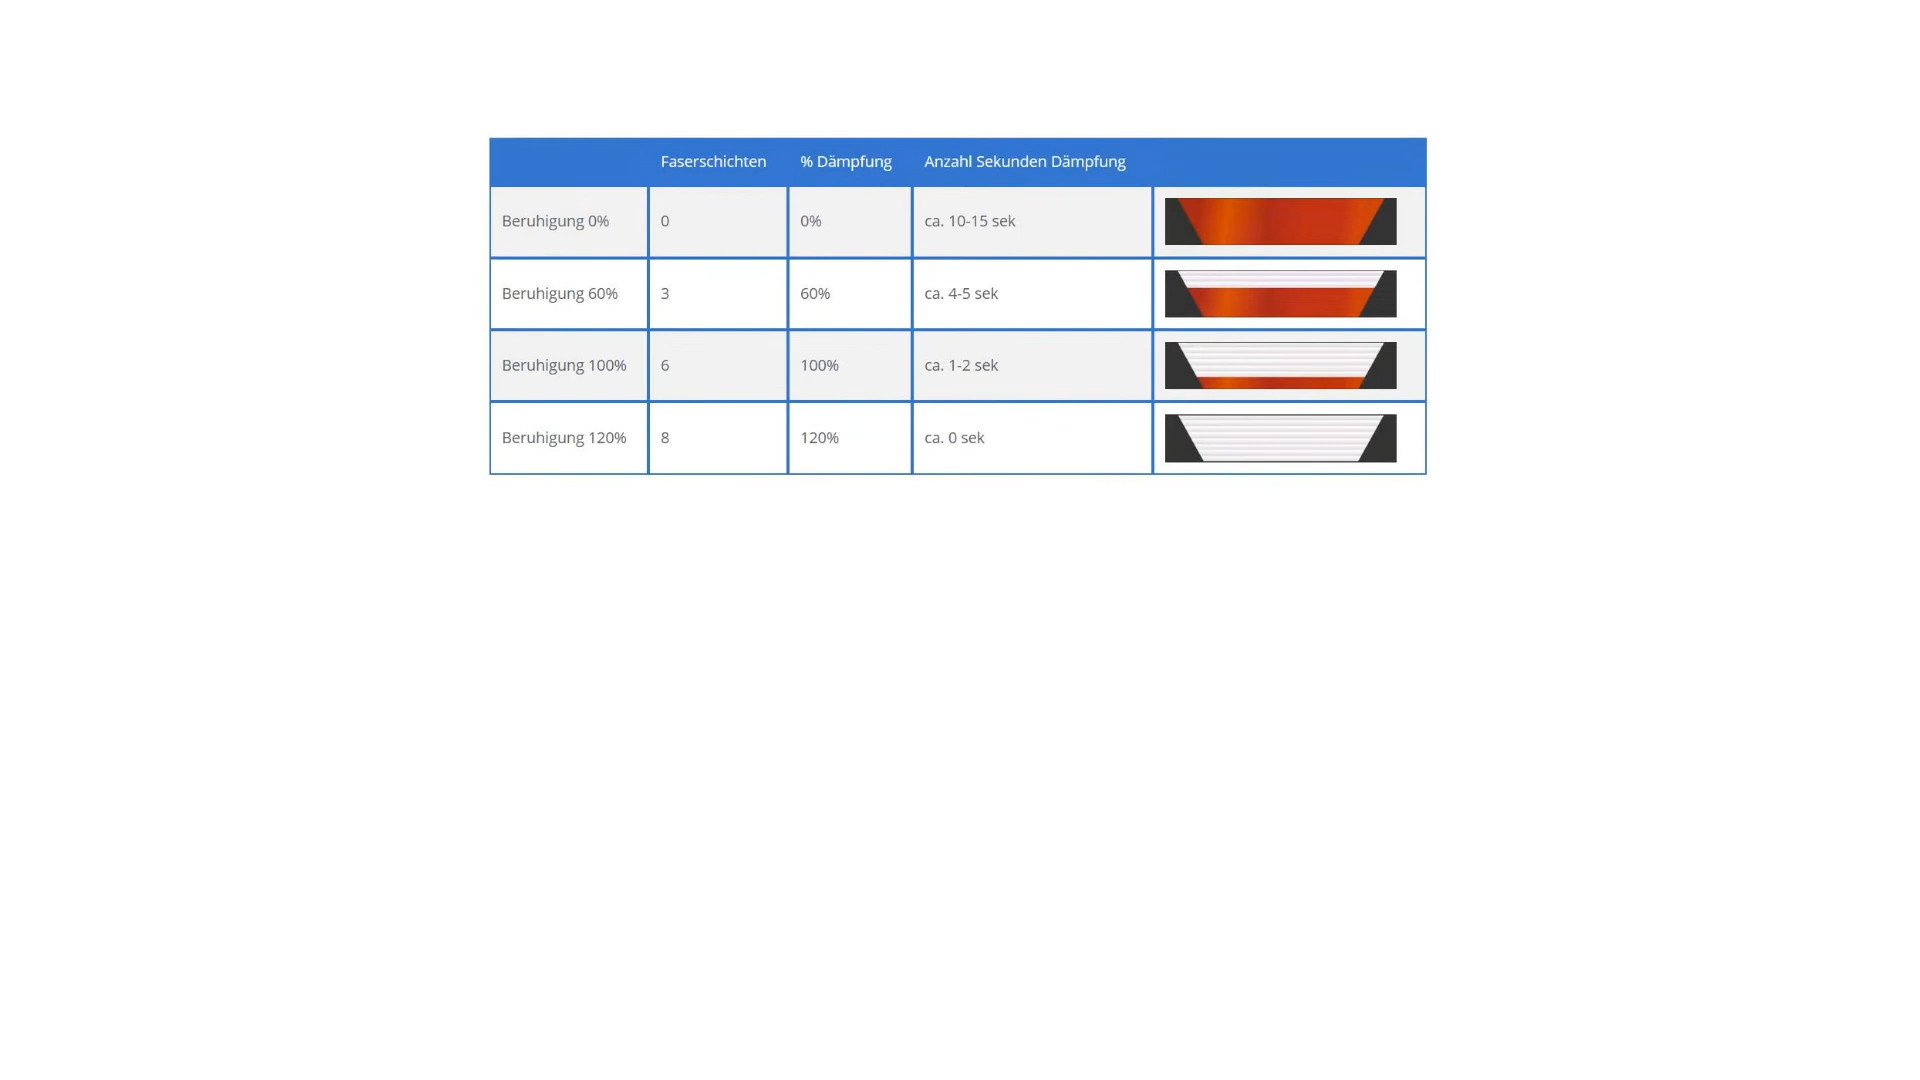 Faserschichten % Dämpfung Anzahl Sekunden Dämpfung
Beruhigung 0% 0 0% ca. 10-15 sek
Beruhigung 60% 3 60% ca. 4-5 sek
Beruhigung 100% 6 100% ca. 1-2 sek
Beruhigung 120% 8 120% ca. 0 sek